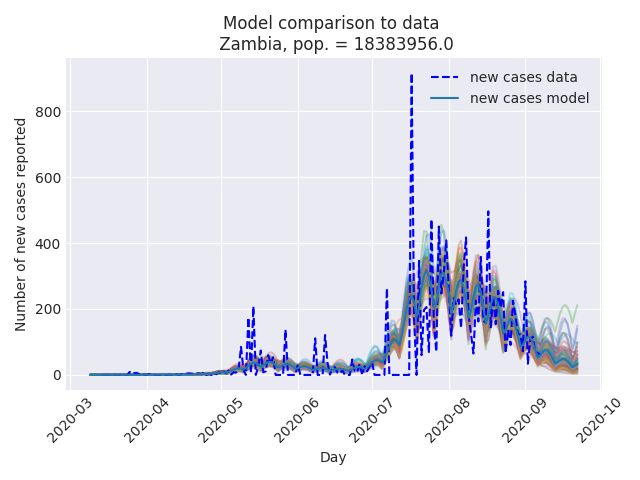 Model comparison to data
Zambia, pop. = 18383956.0
new cases data
new cases model
Number of new cases reported
800
600
400
200
0
2020-03
2020-04
2020-05
2020-06
2020-07
2020-08
2020-09
2020-10
Day